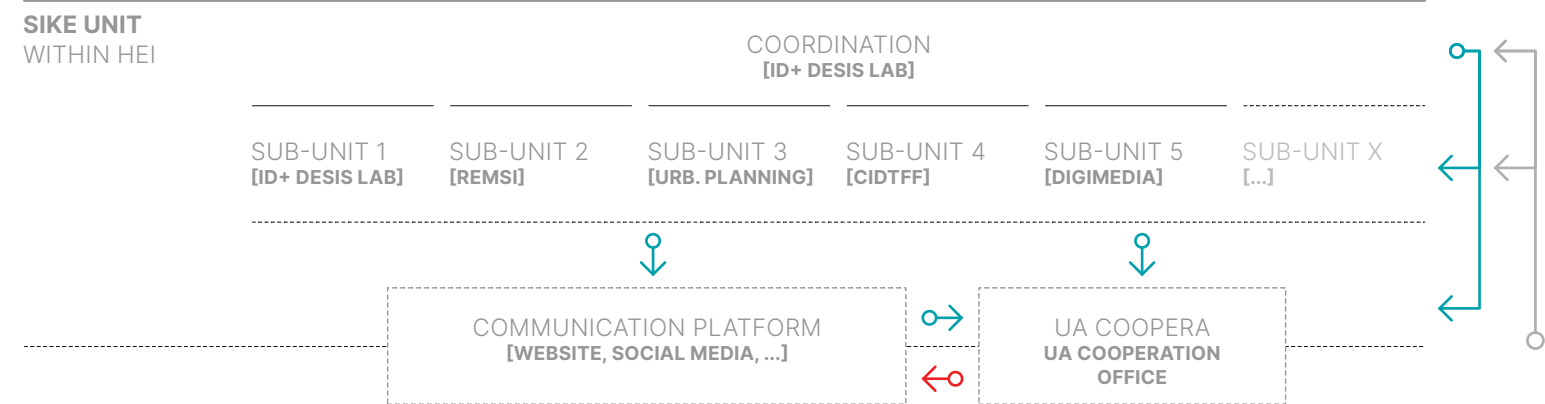 SIKE UNIT
WITHIN HEI
COORDINATION
[ID+ DESIS LAB]
SUB-UNIT 1
[ID+ DESIS LAB]
SUB-UNIT 2
[REMSI]
SUB-UNIT 3
[URB. PLANNING]
SUB-UNIT 4
[CIDTFF]
SUB-UNIT 5
[DIGIMEDIA]
SUB-UNIT X
[...]
COMMUNICATION PLATFORM
[WEBSITE, SOCIAL MEDIA, ...]
UA COOPERA
UA COOPERATION
OFFICE